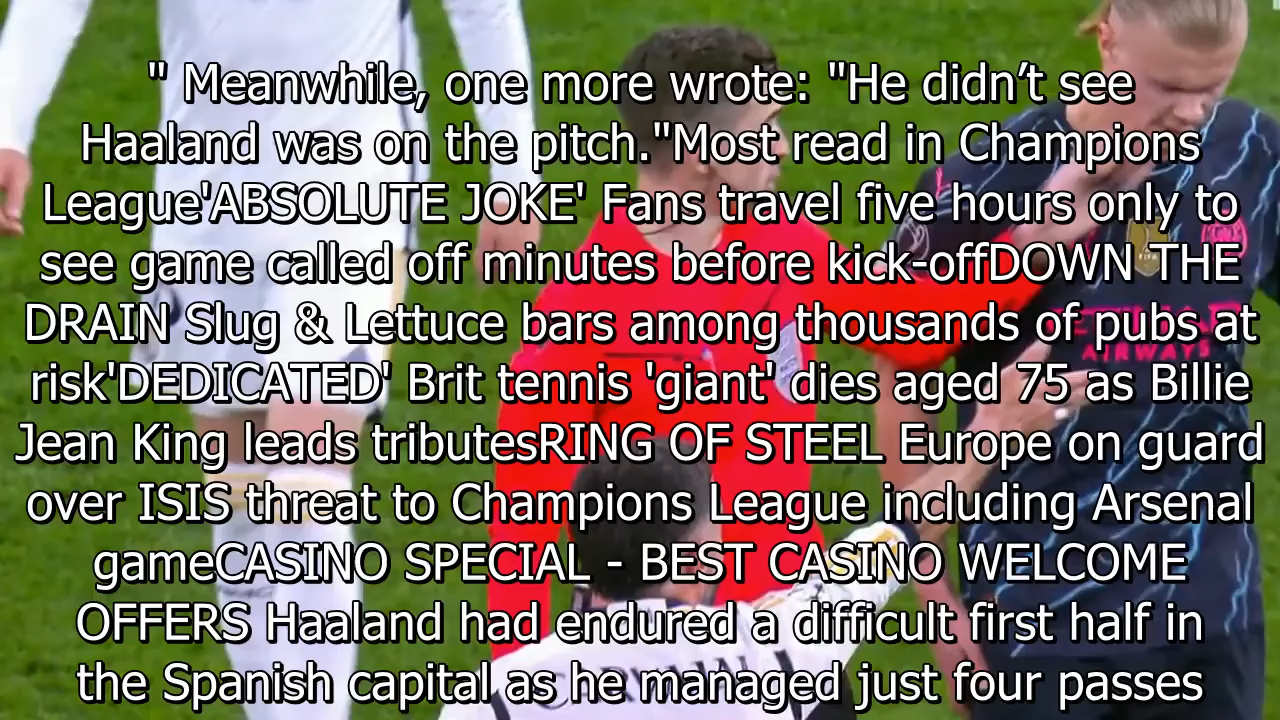 " Meanwhile, one more wrote: "He didn’t see
Haaland was on the pitch."Most read in Champions
League'ABSOLUTE JOKE' Fans travel five hours only to
see game called off minutes before kick-offDOWN THE
DRAIN Slug & Lettuce bars among thousands of pubs at
risk'DEDICATED' Brit tennis 'giant' dies aged 75 as Billie
Jean King leads tributesRING OF STEEL Europe on guard
over ISIS threat to Champions League including Arsenal
gameCASINO SPECIAL - BEST CASINO WELCOME
OFFERS Haaland had endured a difficult first half in
the Spanish capital as he managed just four passes
AIRWAYS